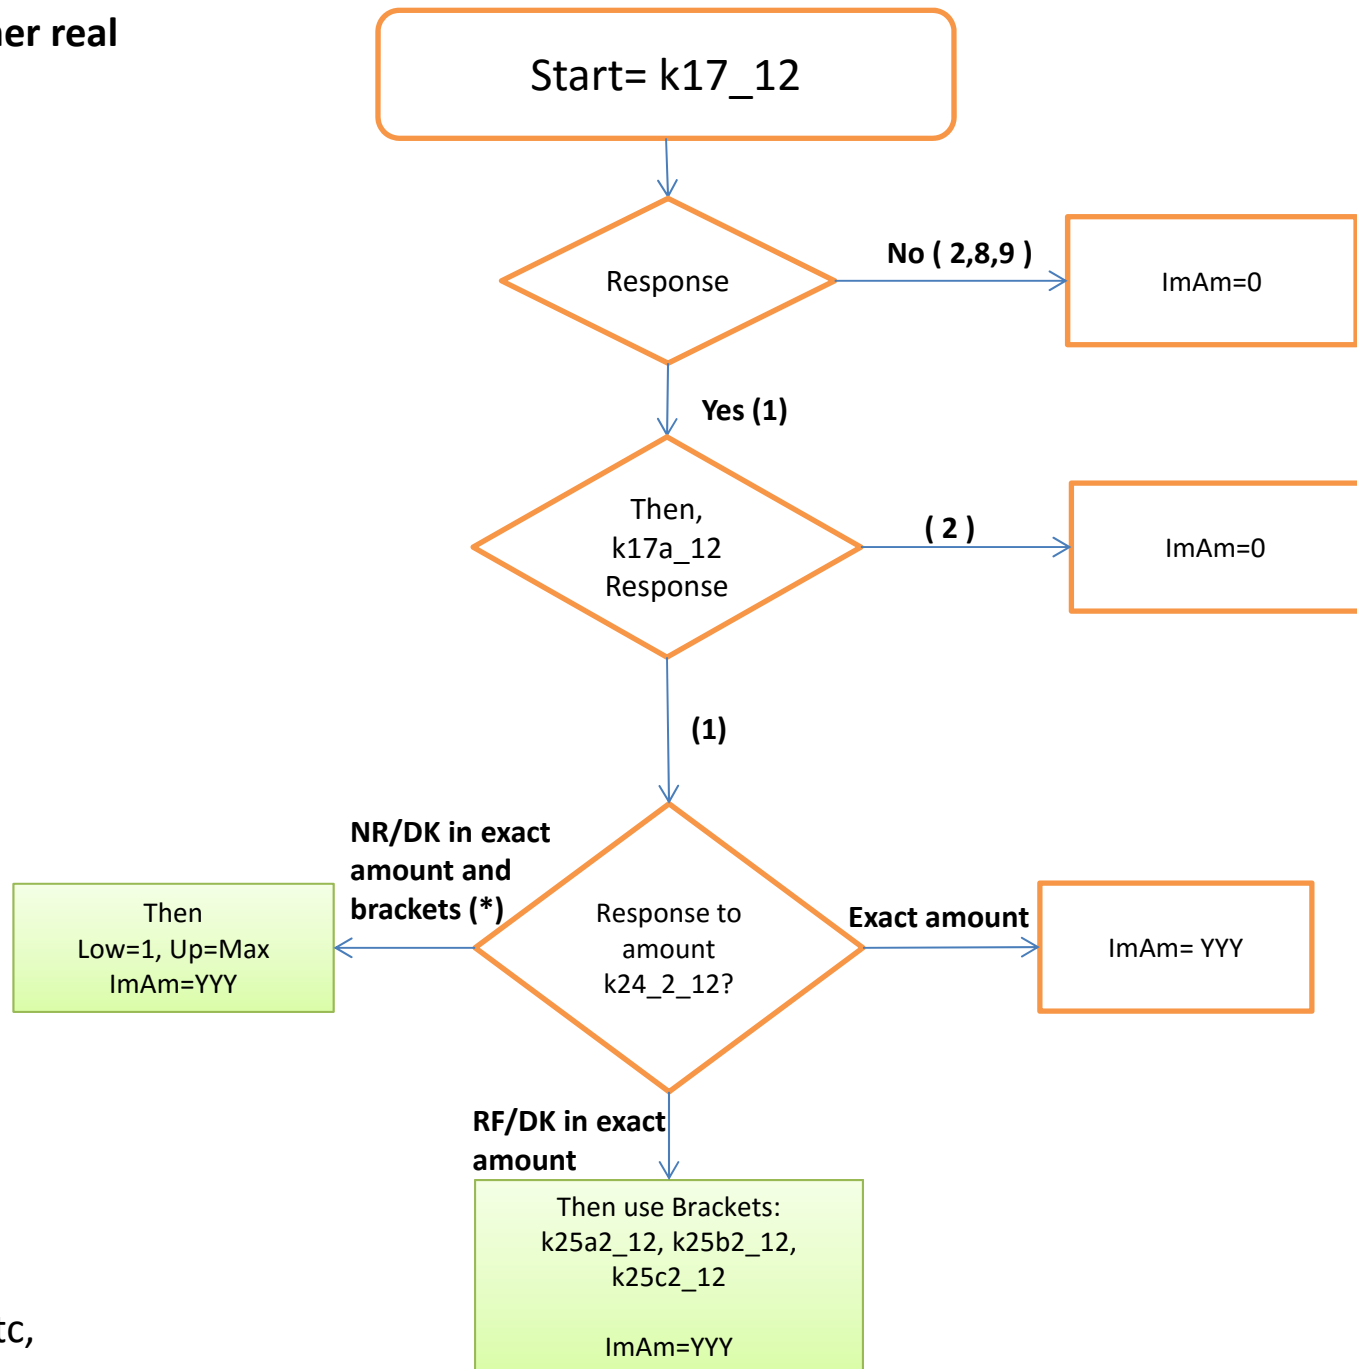 ner real
Start= k17_12
Response
No ( 2,8,9 )
ImAm=0
Yes (1)
Then,
k17a_12
Response
( 2 )
ImAm=0
(1)
NR/DK in exact
amount and
brackets (*)
Then
Low=1, Up=Max
ImAm=YYY
Response to
amount
k24_2_12?
Exact amount
ImAm= YYY
RF/DK in exact
amount
Then use Brackets:
k25a2_12, k25b2_12,
k25c2_12
ImAm=YYY
tc,